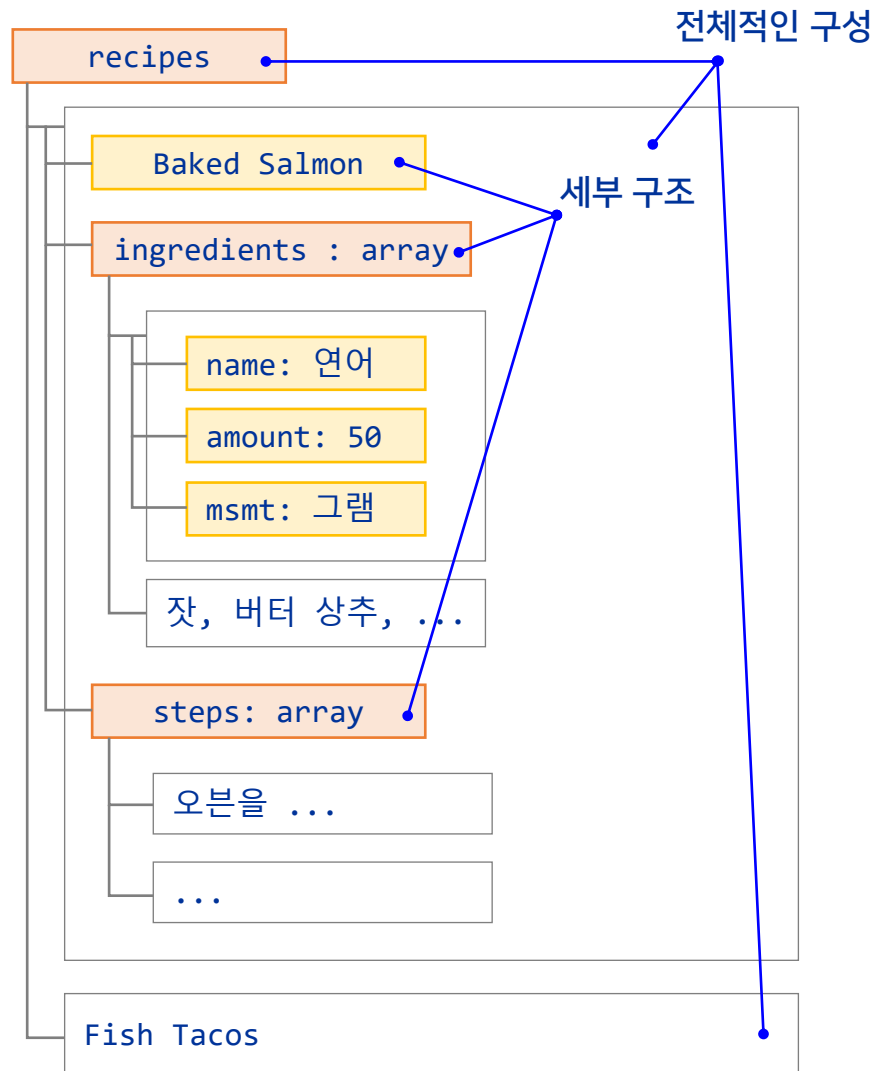 전체적인 구성
recipes
Baked Salmon
세부 구조
ingredients : array
name: 연어
amount: 50
msmt: 그램
잣, 버터 상추, ...
steps: array
오븐을 ...
...
Fish Tacos